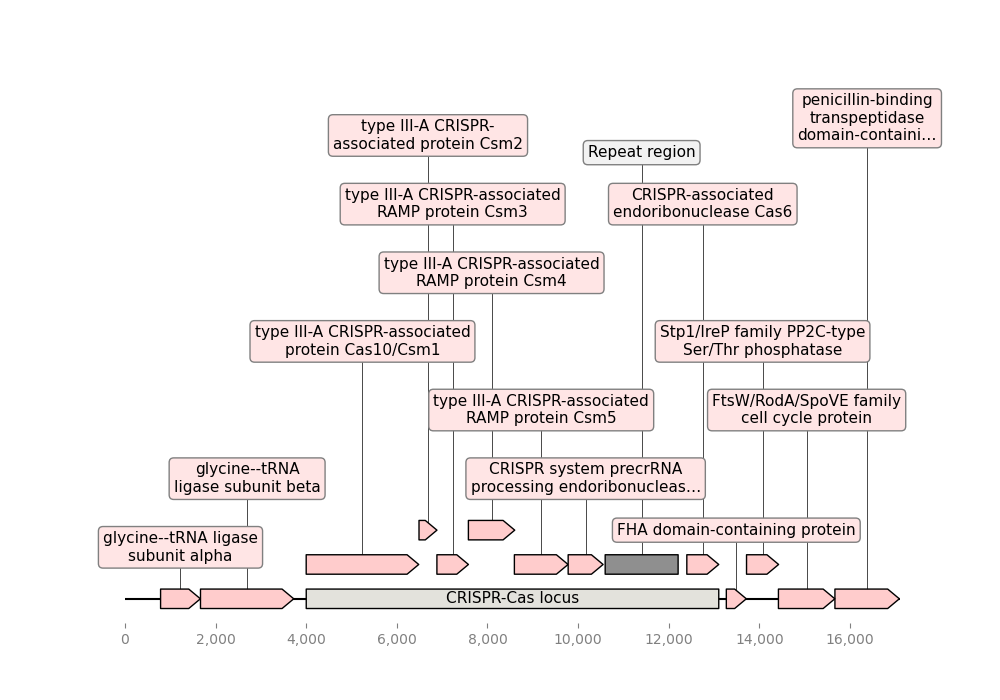 penicillin-binding
transpeptidase
domain-containi…
type III-A CRISPR-
associated protein Csm2
Repeat region
type III-A CRISPR-associated
RAMP protein Csm3
CRISPR-associated
endoribonuclease Cas6
type III-A CRISPR-associated
RAMP protein Csm4
type III-A CRISPR-associated
protein Cas10/Csm1
Stp1/IreP family PP2C-type
Ser/Thr phosphatase
type III-A CRISPR-associated
RAMP protein Csm5
FtsW/RodA/SpoVE family
cell cycle protein
glycine--tRNA
ligase subunit beta
CRISPR system precrRNA
processing endoribonucleas…
glycine--tRNA ligase
subunit alpha
FHA domain-containing protein
CRISPR-Cas locus
0 2,000 4,000 6,000 8,000 10,000 12,000 14,000 16,000